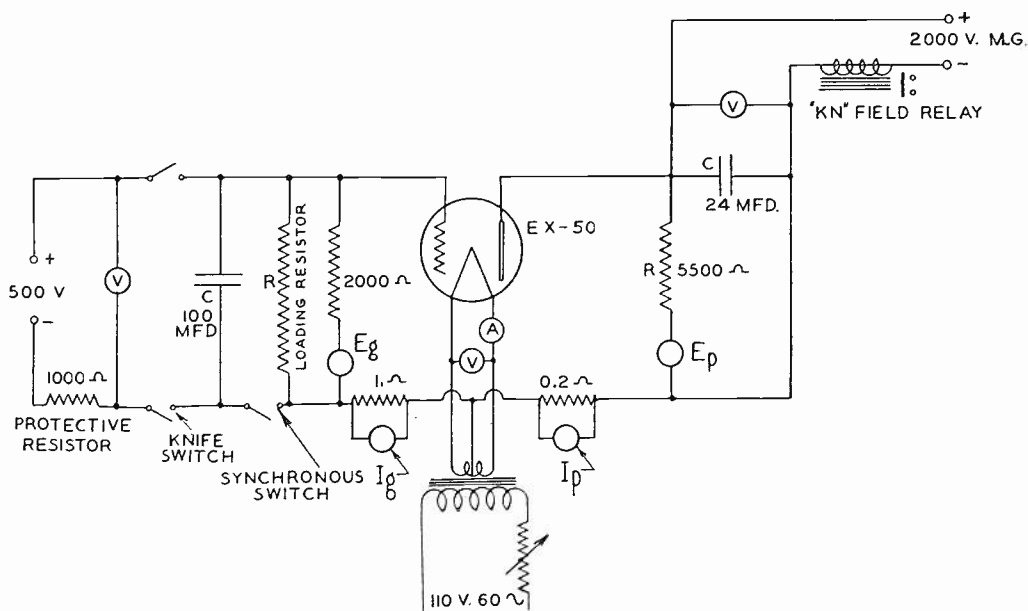 +
2000 V. M.G.
-
"KN" FIELD RELAY
V
C
24 MFD.
EX-50
+
500 V
-
V
C
100
MFD
R
LOADING RESISTOR
2000 Ω
R
5500 Ω
A
V
Eg
Ep
1000 Ω
1. Ω
0.2 Ω
PROTECTIVE
RESISTOR
KNIFE
SWITCH
SYNCHRONOUS
SWITCH
Ig
Ip
110 V. 60 ~